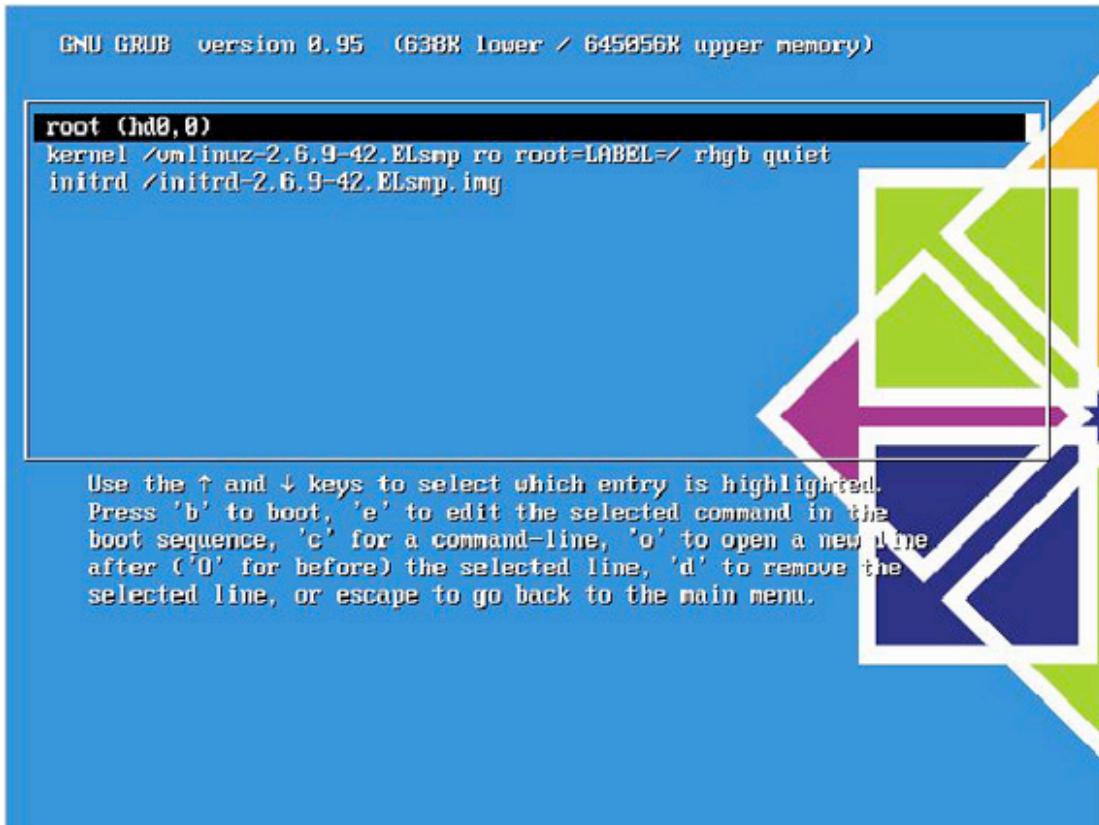 GNU GRUB version 0.95 (638K lower / 645056K upper memory)
root (hd0,0)
kernel /vmlinuz-2.6.9-42.ELsmp ro root=LABEL=/ rhgb quiet
initrd /initrd-2.6.9-42.ELsmp.img
Use the ↑ and ↓ keys to select which entry is highlighted.
Press 'b' to boot, 'e' to edit the selected command in the
boot sequence, 'c' for a command-line, 'o' to open a new line
after ('O' for before) the selected line, 'd' to remove the
selected line, or escape to go back to the main menu.